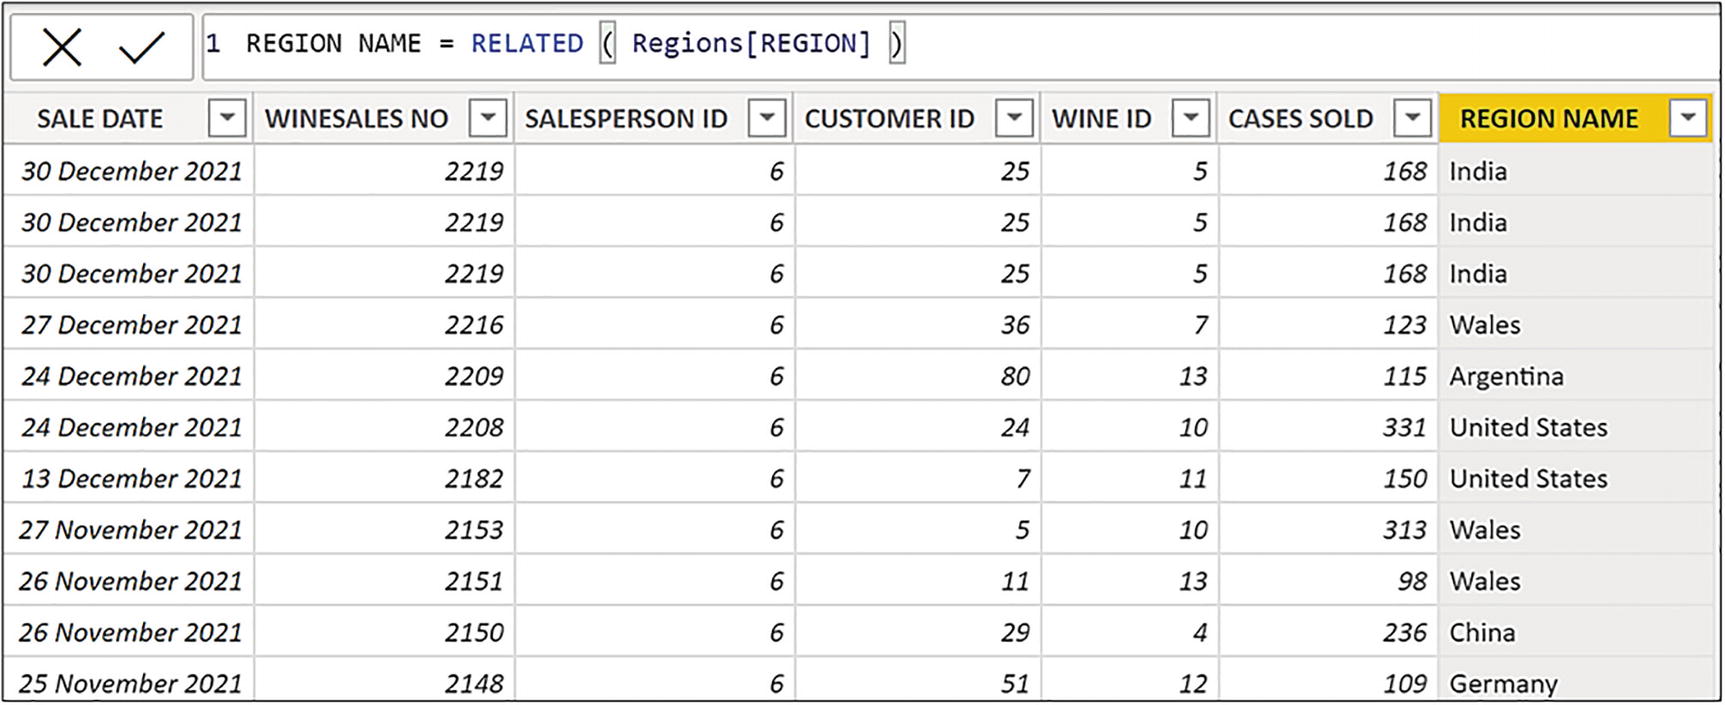 1 REGION NAME = RELATED ( Regions[REGION] )
SALE DATE WINESALES NO SALESPERSON ID CUSTOMER ID WINE ID CASES SOLD REGION NAME
30 December 2021 2219 6 25 5 168 India
30 December 2021 2219 6 25 5 168 India
30 December 2021 2219 6 25 5 168 India
27 December 2021 2216 6 36 7 123 Wales
24 December 2021 2209 6 80 13 115 Argentina
24 December 2021 2208 6 24 10 331 United States
13 December 2021 2182 6 7 11 150 United States
27 November 2021 2153 6 5 10 313 Wales
26 November 2021 2151 6 11 13 98 Wales
26 November 2021 2150 6 29 4 236 China
25 November 2021 2148 6 51 12 109 Germany